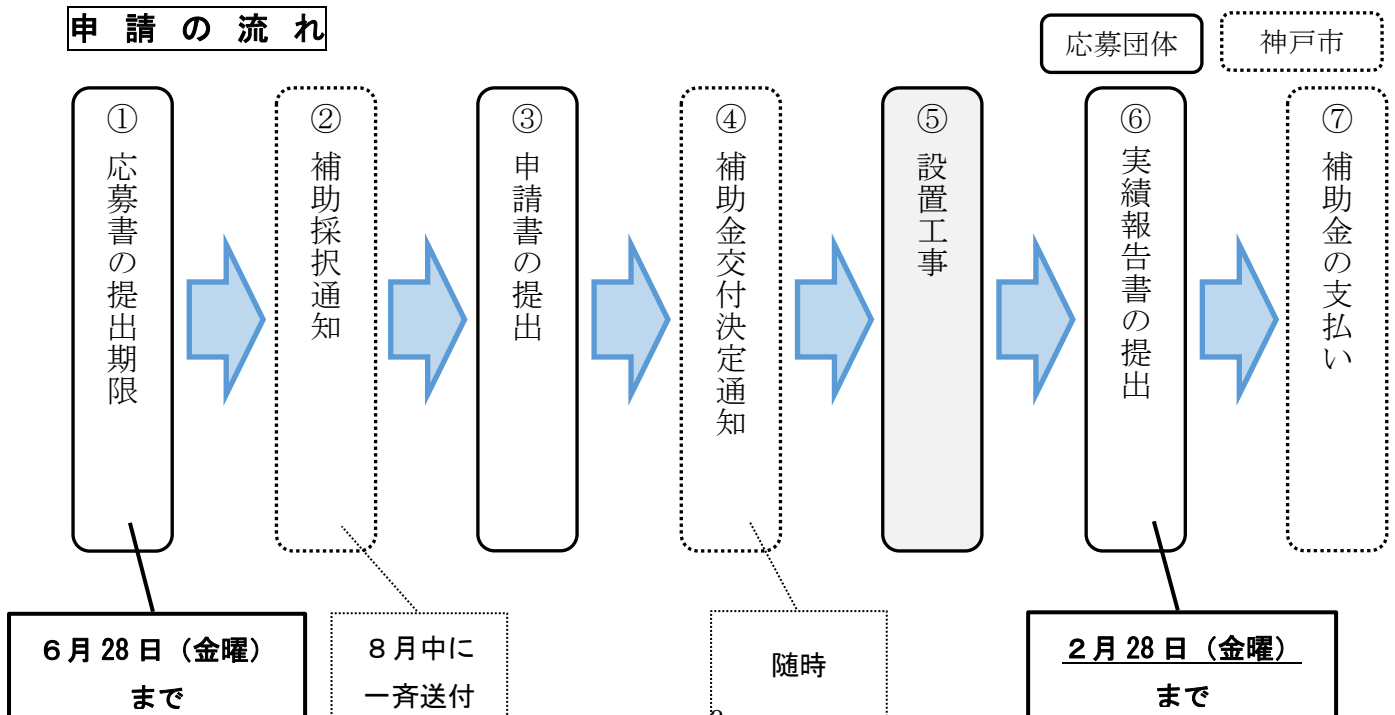 申請の流れ
応募団体
神戸市
① 応募書の提出期限
② 補助採択通知
③ 申請書の提出
④ 補助金交付決定通知
⑤ 設置工事
⑥ 実績報告書の提出
⑦ 補助金の支払い
６月 28 日（金曜）
まで
８月中に
一斉送付
随時
２月 28 日（金曜）
まで